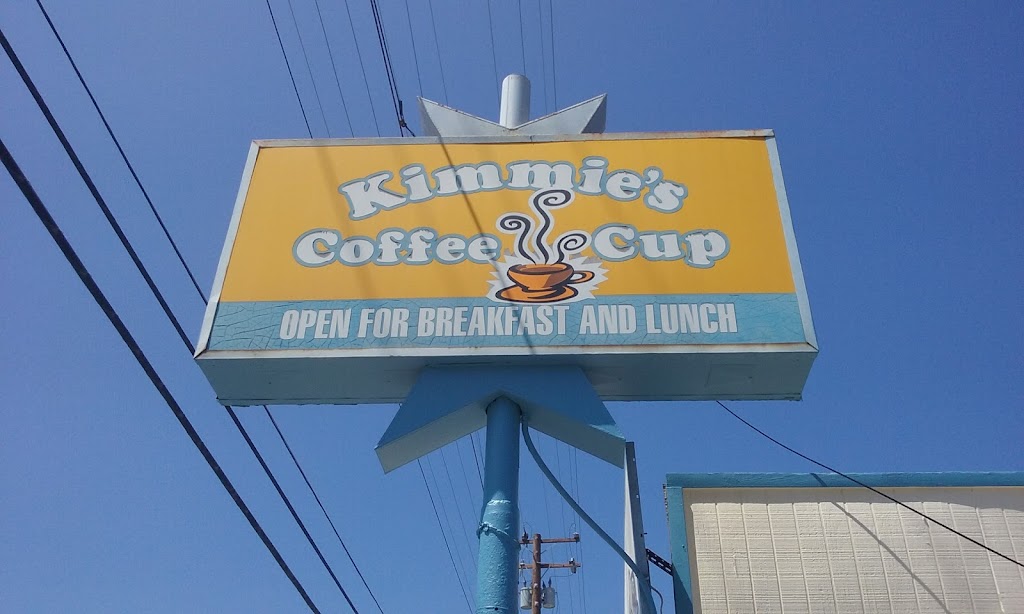 Kimmie's
Coffee Cup
OPEN FOR BREAKFAST AND LUNCH